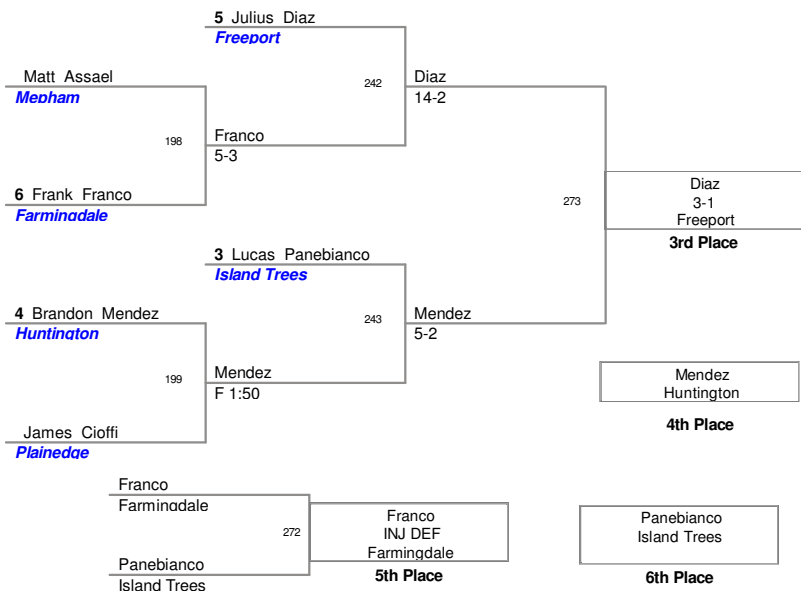 5 Julius Diaz
Freeport
Matt Assael
Mepham
242
Diaz
14-2
198
Franco
5-3
6 Frank Franco
Farmingdale
273
Diaz
3-1
Freeport
3rd Place
3 Lucas Panebianco
Island Trees
4 Brandon Mendez
Huntington
243
Mendez
5-2
199
Mendez
F 1:50
Mendez
Huntington
4th Place
James Cioffi
Plainedge
Franco
Farmingdale
272
Franco
INJ DEF
Farmingdale
5th Place
Panebianco
Island Trees
6th Place
Panebianco
Island Trees